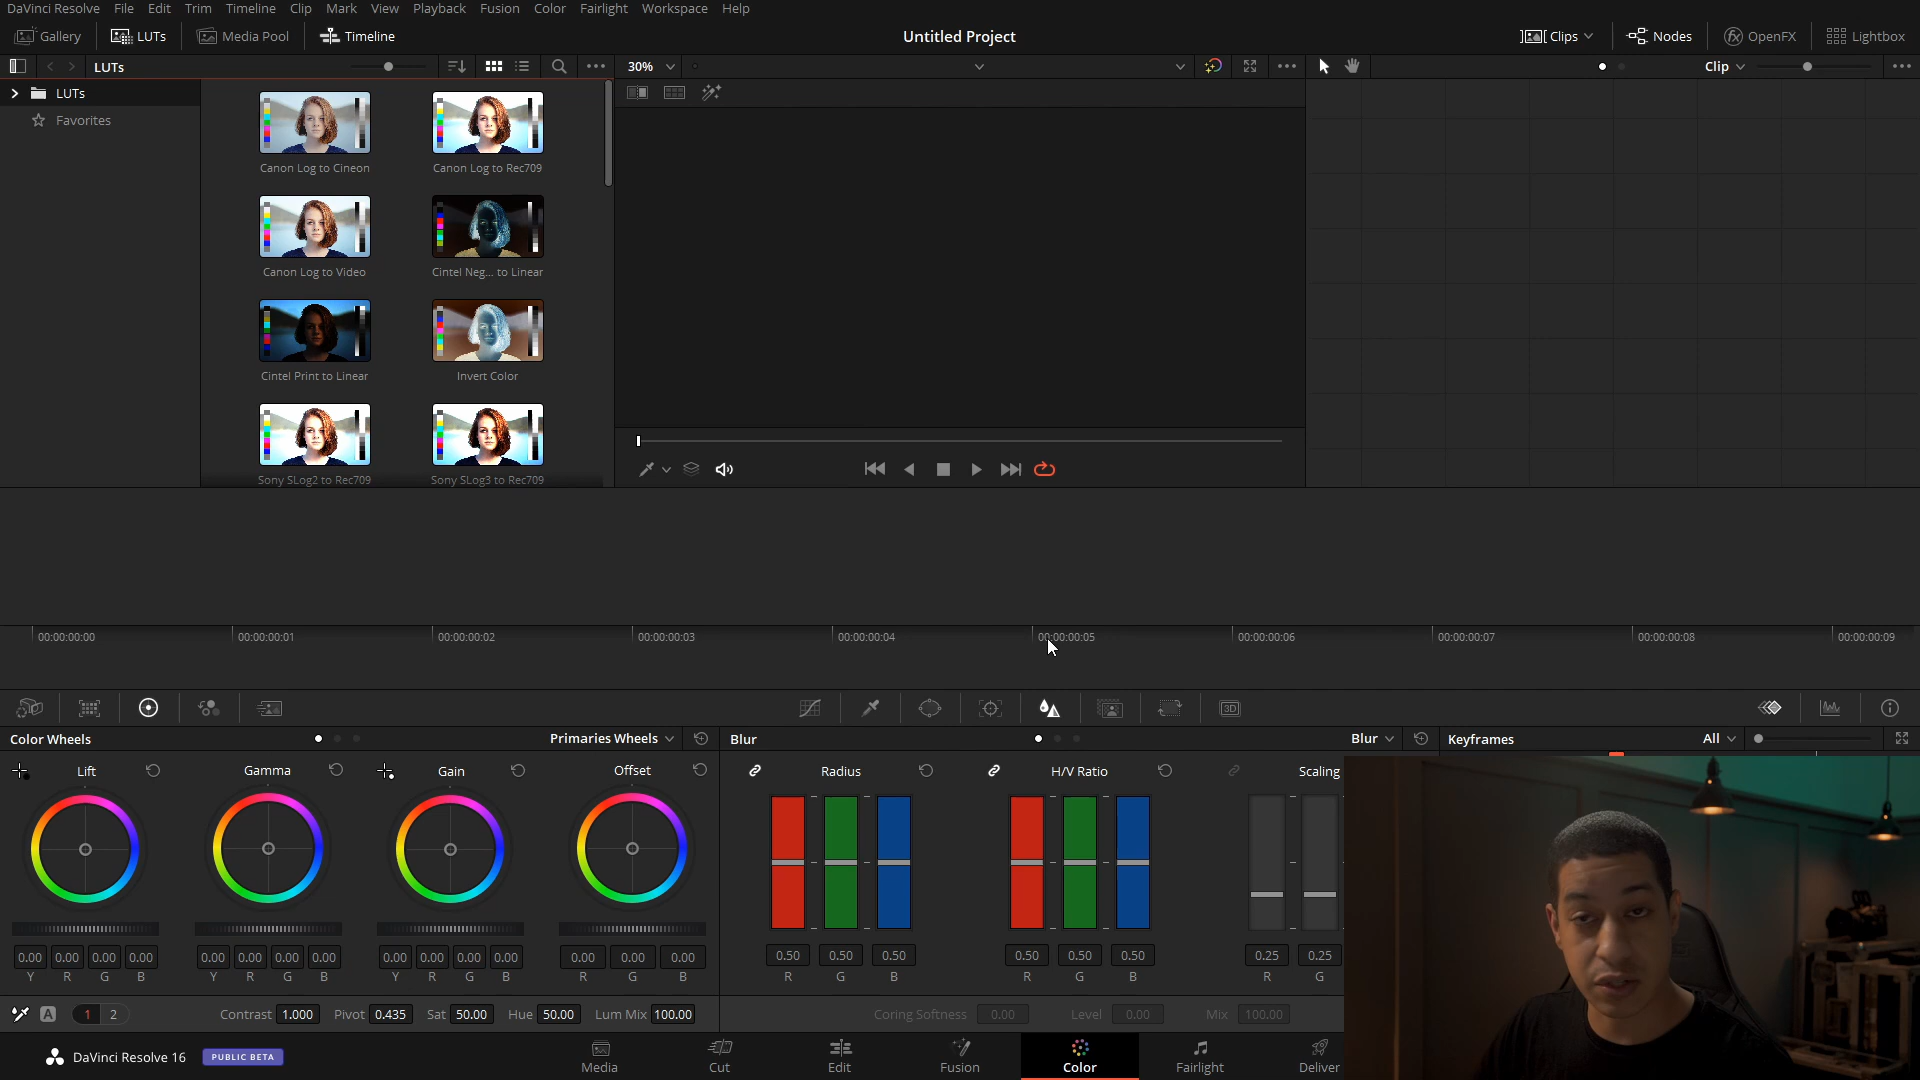 DaVinci Resolve File Edit Trim Timeline Clip Mark View Playback Fusion Color Fairlight Workspace Help
Gallery LUTs Media Pool Timeline Untitled Project Clips Nodes OpenFX Lightbox
LUTs 30% Clip
LUTs
Favorites
Canon Log to Cineon Canon Log to Rec709
Canon Log to Video Cintel Neg... to Linear
Cintel Print to Linear Invert Color
Sony SLog2 to Rec709 Sony SLog3 to Rec709
00:00:00:00 00:00:00:01 00:00:00:02 00:00:00:03 00:00:00:04 00:00:00:05 00:00:00:06 00:00:00:07 00:00:00:08 00:00:00:09
3D
Color Wheels Primaries Wheels Blur Blur Keyframes All
Lift Gamma Gain Offset Radius H/V Ratio Scaling
0.00 0.00 0.00 0.00 0.00 0.00 0.00 0.00 0.00 0.00 0.00 0.00 0.00 0.00 0.00 0.50 0.50 0.50 0.50 0.50 0.50 0.25 0.25
Y R G B Y R G B Y R G B R G B R G B R G B R G
A 1 2 Contrast 1.000 Pivot 0.435 Sat 50.00 Hue 50.00 Lum Mix 100.00 Coring Softness 0.00 Level 0.00 Mix 100.00
DaVinci Resolve 16 PUBLIC BETA Media Cut Edit Fusion Color Fairlight Deliver